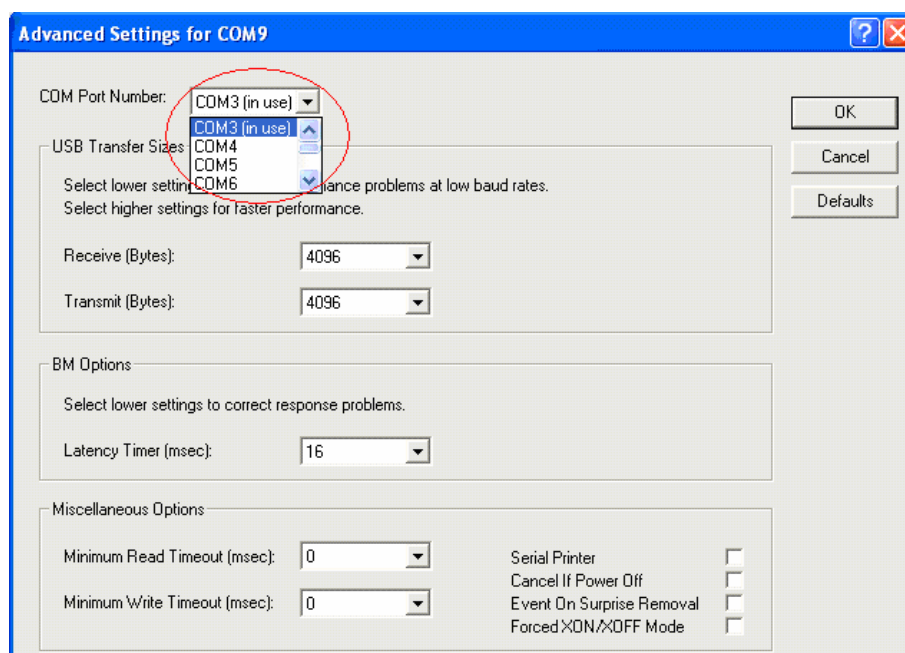 Advanced Settings for COM9
COM Port Number:
COM3 (in use)
COM3 (in use)
COM4
COM5
COM6
OK
Cancel
Defaults
USB Transfer Sizes
Select lower settin
ance problems at low baud rates.
Select higher settings for faster performance.
Receive (Bytes):
4096
Transmit (Bytes):
4096
BM Options
Select lower settings to correct response problems.
Latency Timer (msec):
16
Miscellaneous Options
Minimum Read Timeout (msec):
0
Minimum Write Timeout (msec):
0
Serial Printer
Cancel If Power Off
Event On Surprise Removal
Forced XON/XOFF Mode